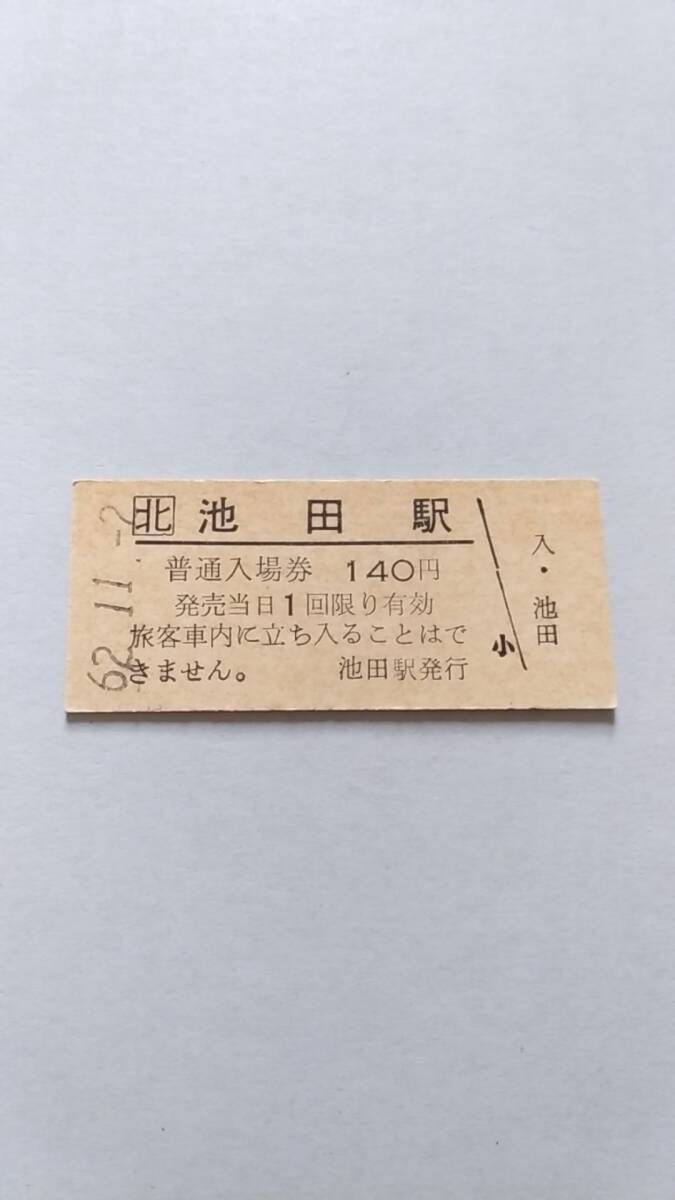 62.11.-2
北 池田駅
普通入場券 140円
発売当日1回限り有効
旅客車内に立ち入ることはで
きません。 池田駅発行
小
入・池田